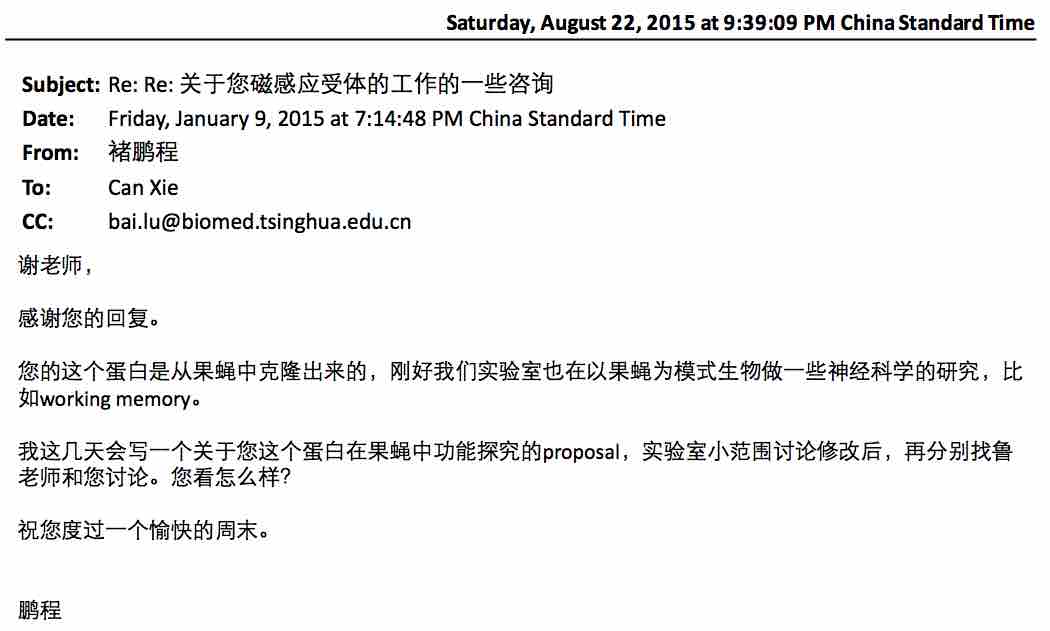 Saturday, August 22, 2015 at 9:39:09 PM China Standard Time
Subject: Re: Re: 关于您磁感应受体的工作的一些咨询
Date: Friday, January 9, 2015 at 7:14:48 PM China Standard Time
From: 褚鹏程
To: Can Xie
CC: bai.lu@biomed.tsinghua.edu.cn
谢老师，
感谢您的回复。
您的这个蛋白是从果蝇中克隆出来的，刚好我们实验室也在以果蝇为模式生物做一些神经科学的研究，比
如working memory。
我这几天会写一个关于您这个蛋白在果蝇中功能探究的proposal，实验室小范围讨论修改后，再分别找鲁
老师和您讨论。您看怎么样？
祝您度过一个愉快的周末。
鹏程